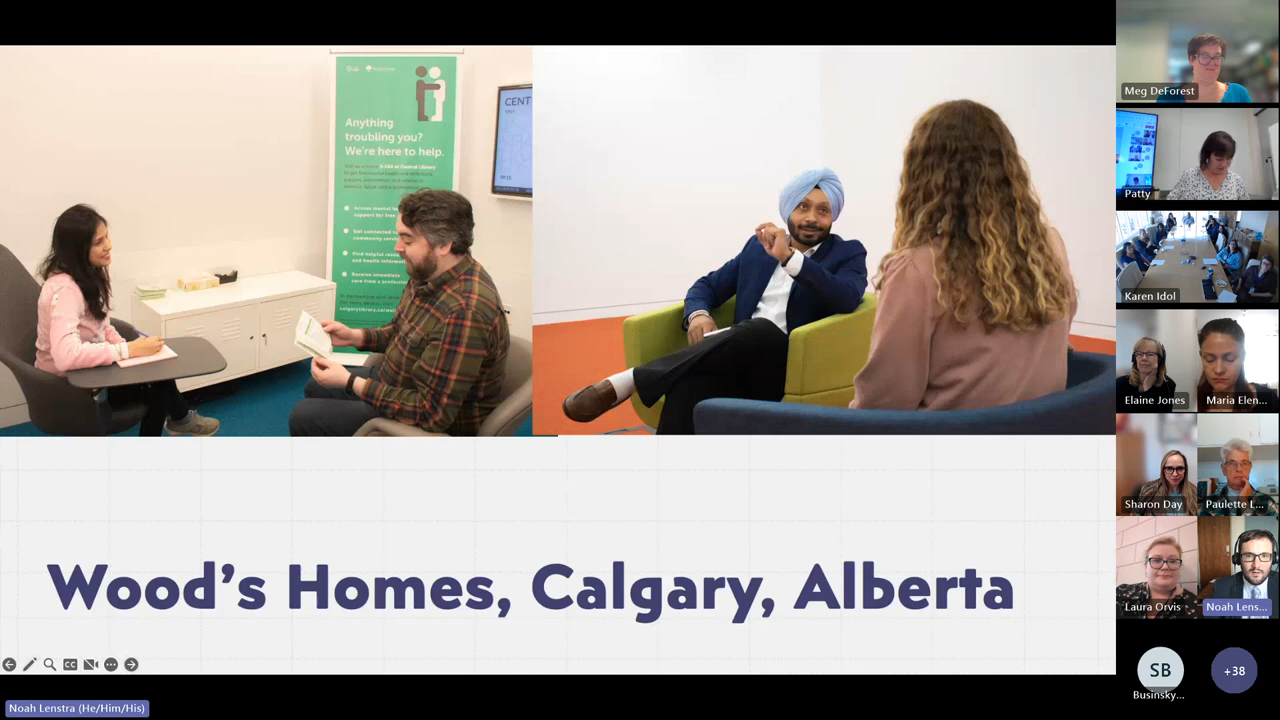 Anything
troubling you?
We're here to help.
CENT
Wood's Homes, Calgary, Alberta
CC
Noah Lenstra (He/Him/His)
Meg DeForest
Patty
Karen Idol
Elaine Jones
Maria Elen...
Sharon Day
Paulette L...
Laura Orvis
Noah Lens...
SB
Businsky...
+38